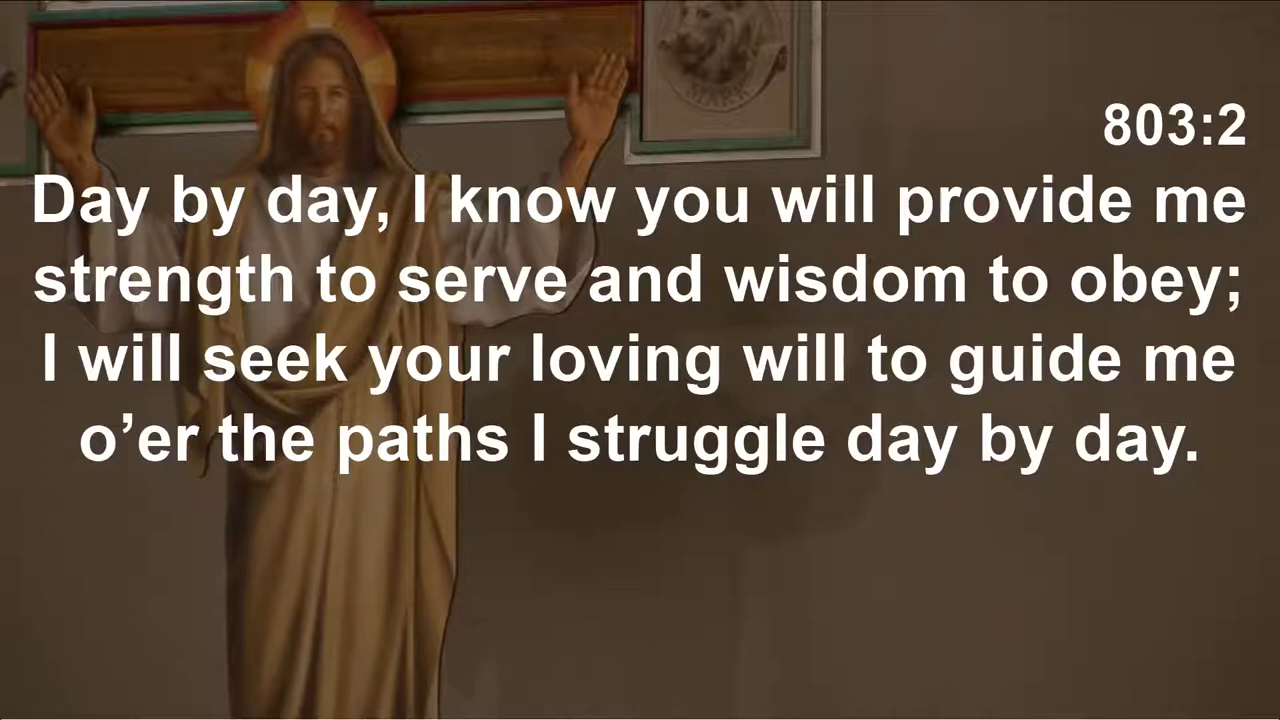 MARK
803:2
Day by day, I know you will provide me
strength to serve and wisdom to obey;
I will seek your loving will to guide me
o’er the paths I struggle day by day.